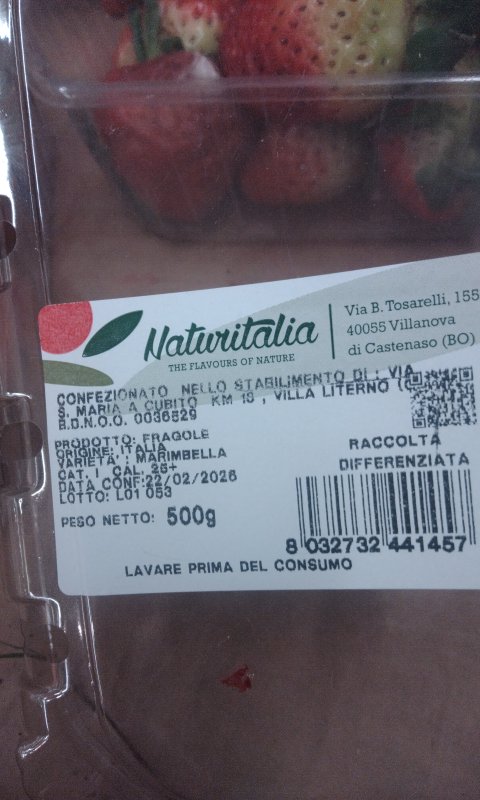 Naturitalia
THE FLAVOURS OF NATURE
Via B. Tosarelli, 155
40055 Villanova
di Castenaso (BO)
CONFEZIONATO NELLO STABILIMENTO DI: VIA
S. MARIA A CUBITO KM 19, VILLA LITERNO
B.D.N.O.O. 0036829
PRODOTTO: FRAGOLE
ORIGINE: ITALIA
VARIETA': MARIMBELLA
CAT. I CAL. 25+
DATA CONF:22/02/2026
LOTTO: L01 053
PESO NETTO: 500g
RACCOLTA
DIFFERENZIATA
8 032732 441457
LAVARE PRIMA DEL CONSUMO